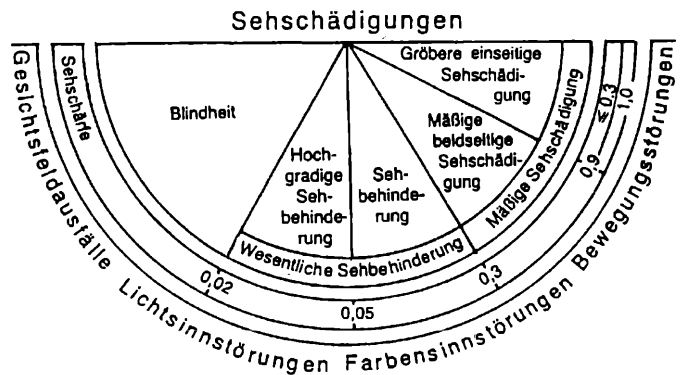 Sehschädigungen
Gröbere einseitige
Sehschädi-
gung
Blindheit
Mäßige
beidseitige
Sehschädi-
gung
Hoch-
gradige
Seh-
behinde-
rung
Seh-
behinde-
rung
Wesentliche Sehbehinderung
Mäßige Sehschädigung
Sehschärfe
0,02
0,05
0,3
0,9
≤ 0,3
1,0
Gesichtsfeldausfälle Lichtsinnstörungen Farbensinnstörungen Bewegungsstörungen